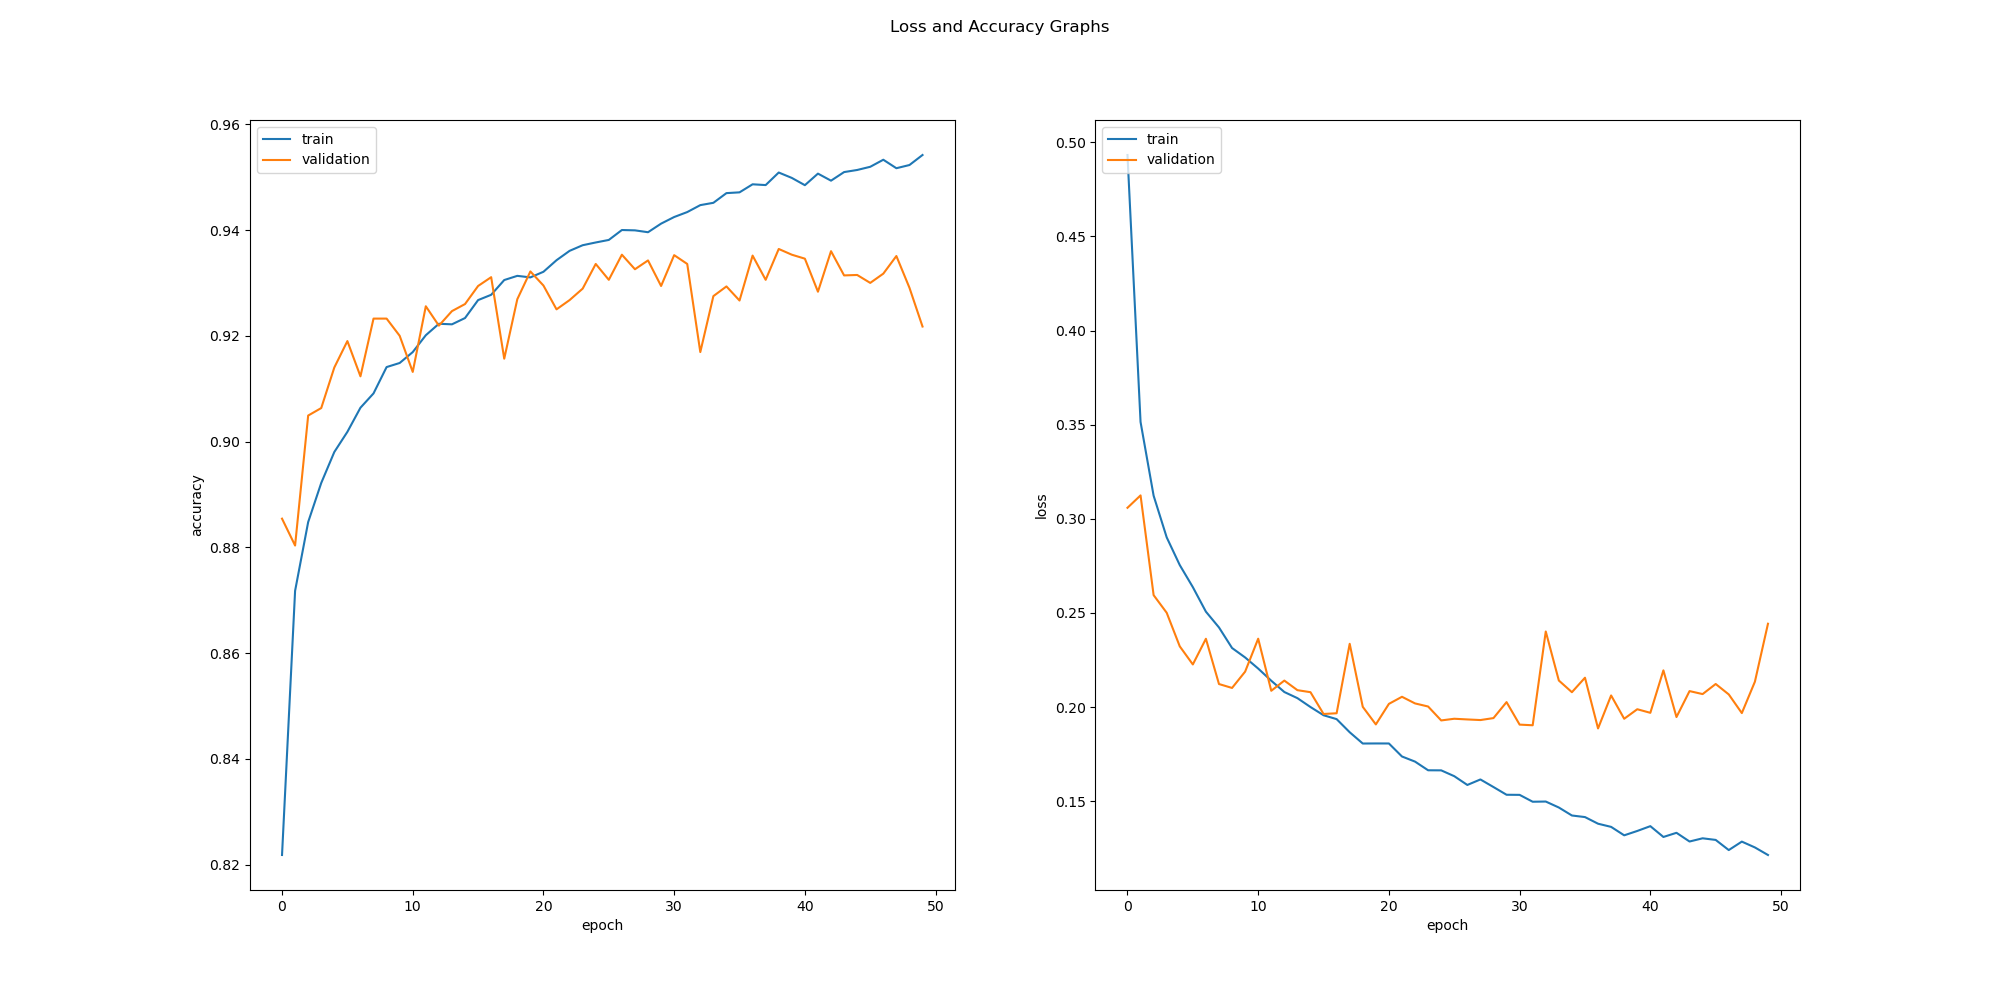 Loss and Accuracy Graphs
train
validation
0.96
0.94
0.92
0.90
0.88
0.86
0.84
0.82
accuracy
0 10 20 30 40 50
epoch
train
validation
0.50
0.45
0.40
0.35
0.30
0.25
0.20
0.15
loss
0 10 20 30 40 50
epoch